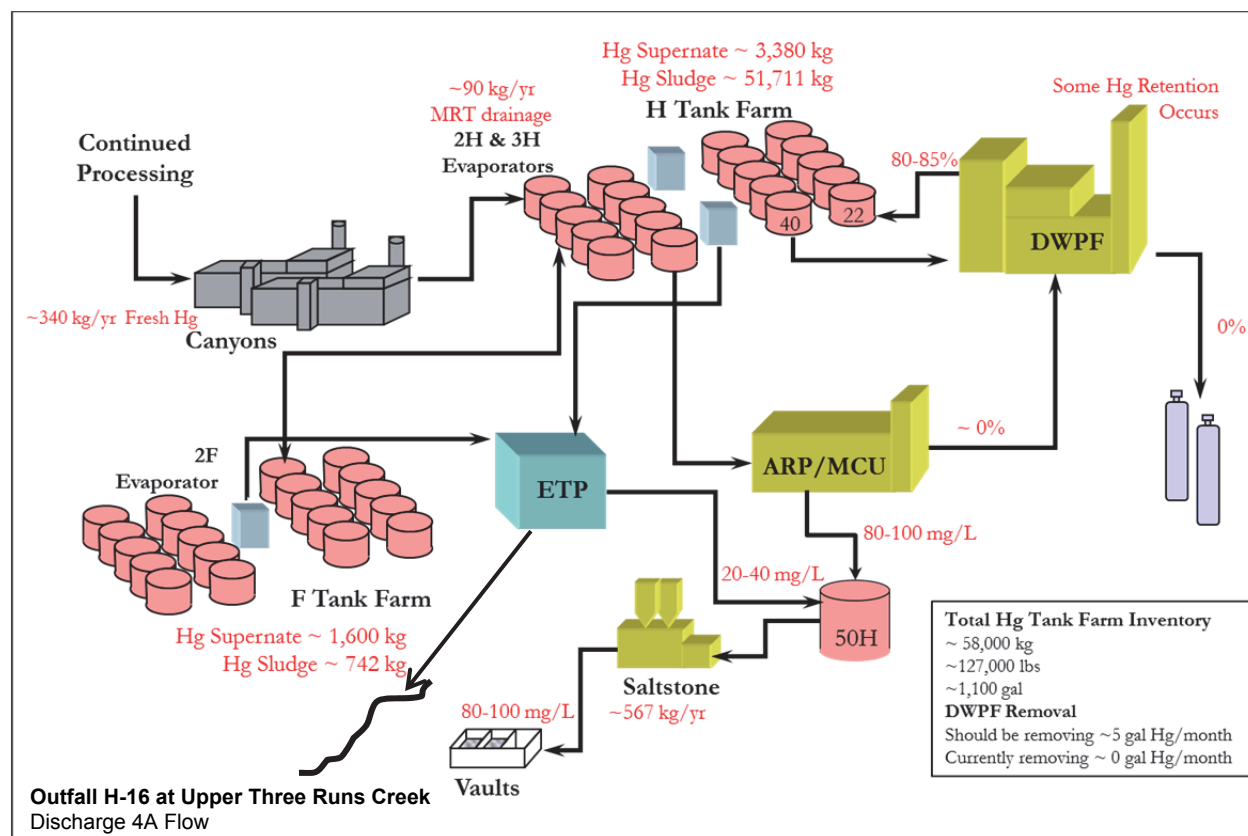 Hg Supernate ~ 3,380 kg
Hg Sludge ~ 51,711 kg
H Tank Farm
~90 kg/yr
MRT drainage
2H & 3H
Evaporators
Some Hg Retention
Occurs
Continued
Processing
80-85%
40
22
DWPF
~340 kg/yr Fresh Hg
Canyons
0%
2F
Evaporator
ETP
ARP/MCU
~ 0%
80-100 mg/L
20-40 mg/L
F Tank Farm
Hg Supernate ~ 1,600 kg
Hg Sludge ~ 742 kg
50H
Saltstone
~567 kg/yr
80-100 mg/L
Vaults
Total Hg Tank Farm Inventory
~ 58,000 kg
~127,000 lbs
~1,100 gal
DWPF Removal
Should be removing ~5 gal Hg/month
Currently removing ~ 0 gal Hg/month
Outfall H-16 at Upper Three Runs Creek
Discharge 4A Flow